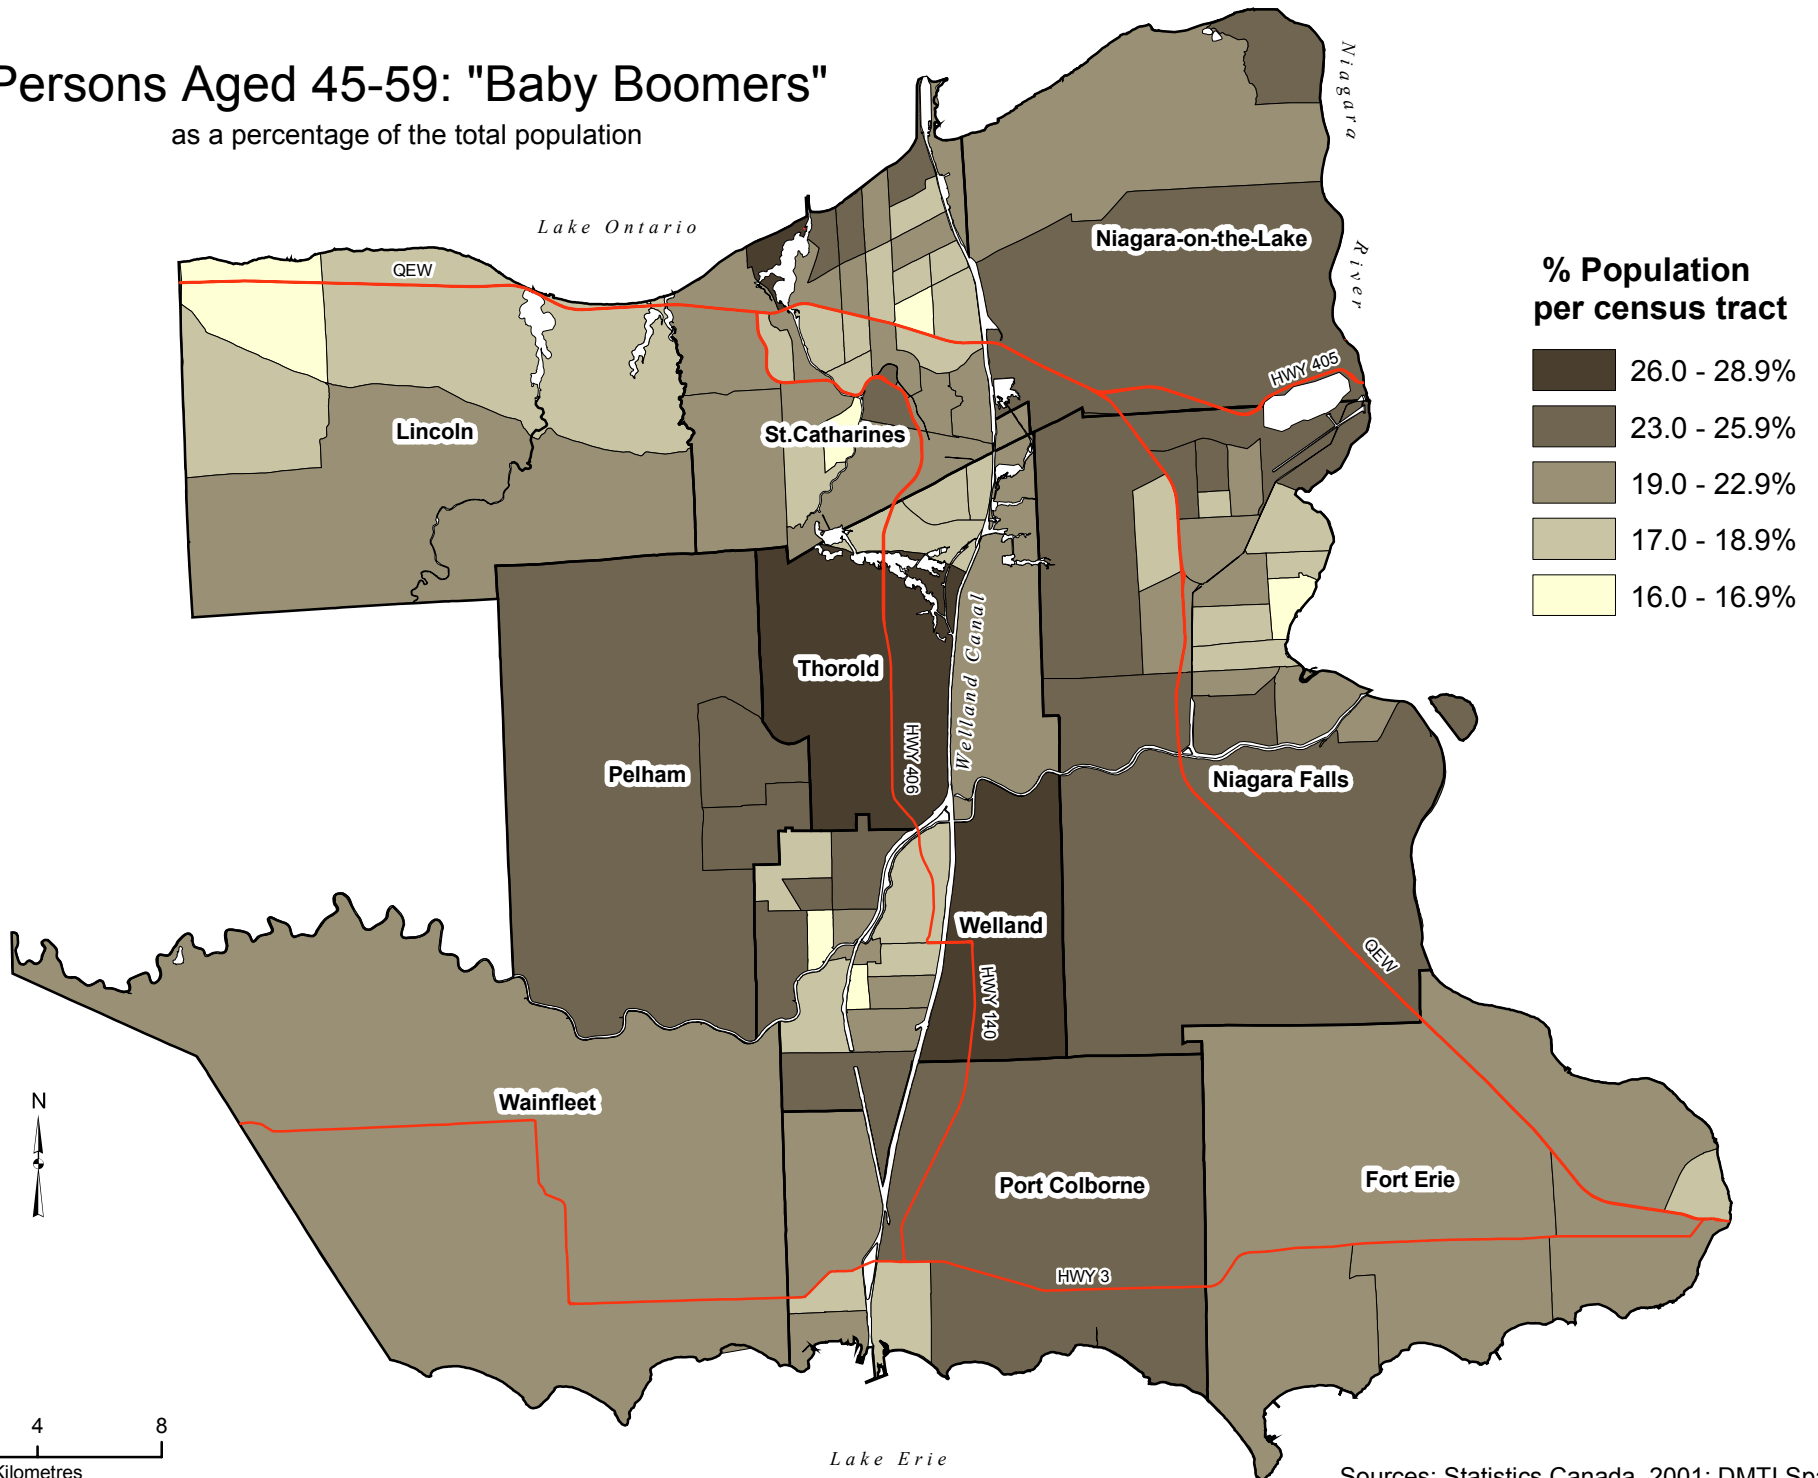 Persons Aged 45-59: "Baby Boomers"
as a percentage of the total population
Niagara
River
Lake Ontario
QEW
Niagara-on-the-Lake
% Population
per census tract
26.0 - 28.9%
23.0 - 25.9%
19.0 - 22.9%
17.0 - 18.9%
16.0 - 16.9%
HWY 405
Lincoln
St.Catharines
Thorold
Welland Canal
HWY 406
Pelham
Niagara Falls
Welland
QEW
HWY 140
N
Wainfleet
Port Colborne
Fort Erie
HWY 3
4 8
Kilometres
Lake Erie
Sources: Statistics Canada, 2001; DMTI